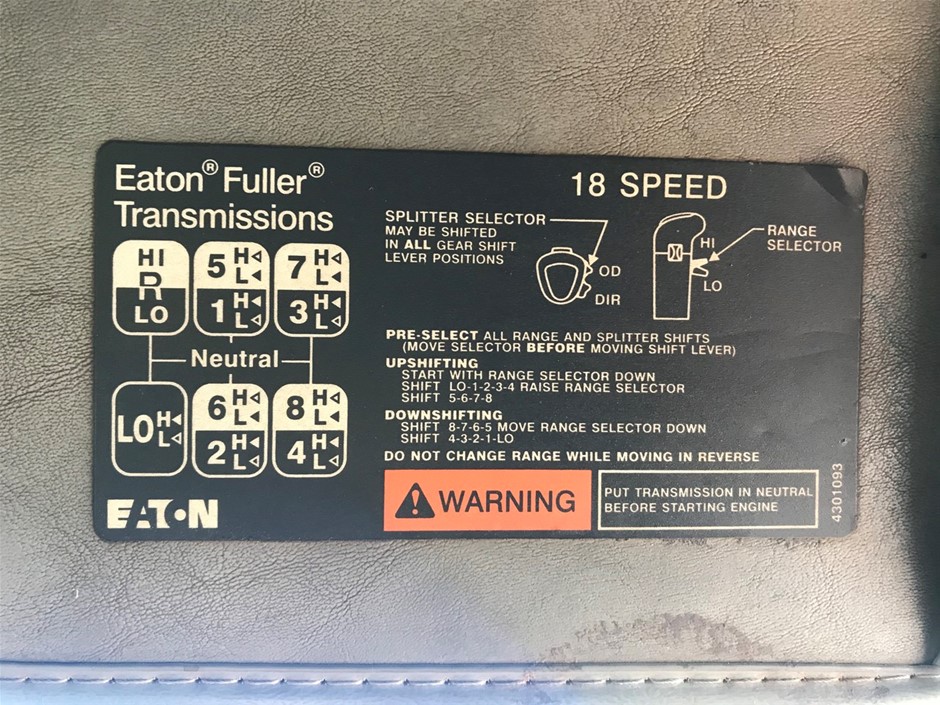 Eaton® Fuller®
Transmissions
HI
R
LO
5 H
L
1 H
L
7 H
L
3 H
L
Neutral
LO H
L
6 H
L
2 H
L
8 H
L
4 H
L
EATON
18 SPEED
SPLITTER SELECTOR
MAY BE SHIFTED
IN ALL GEAR SHIFT
LEVER POSITIONS
OD
DIR
HI
LO
RANGE
SELECTOR
PRE-SELECT ALL RANGE AND SPLITTER SHIFTS
(MOVE SELECTOR BEFORE MOVING SHIFT LEVER)
UPSHIFTING
START WITH RANGE SELECTOR DOWN
SHIFT LO-1-2-3-4 RAISE RANGE SELECTOR
SHIFT 5-6-7-8
DOWNSHIFTING
SHIFT 8-7-6-5 MOVE RANGE SELECTOR DOWN
SHIFT 4-3-2-1-LO
DO NOT CHANGE RANGE WHILE MOVING IN REVERSE
WARNING
PUT TRANSMISSION IN NEUTRAL
BEFORE STARTING ENGINE
4301093